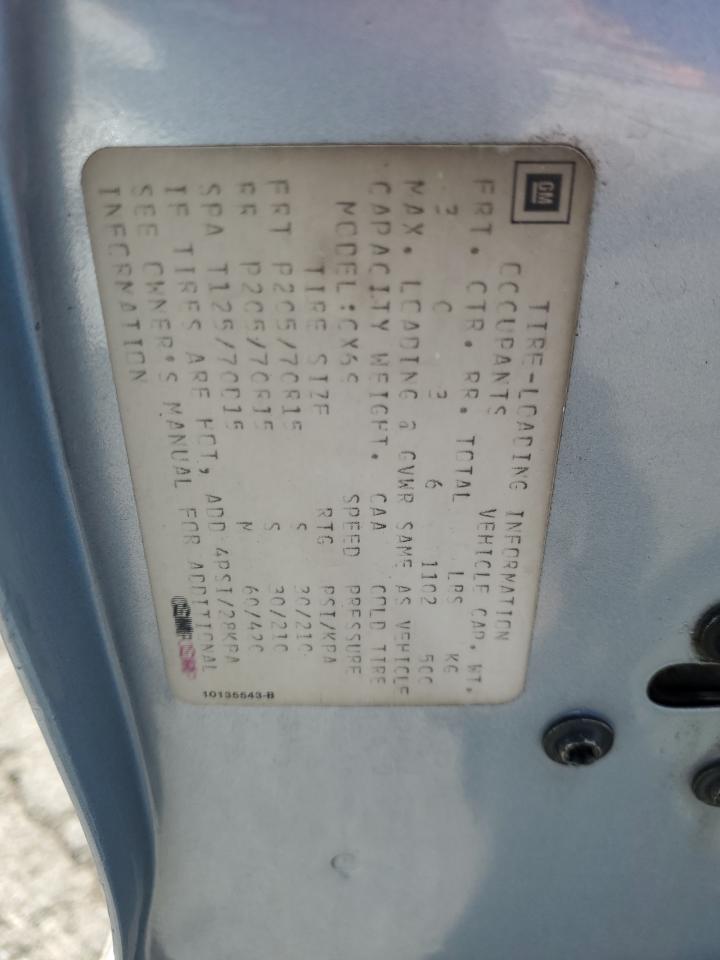 GM
TIRE-LOADING INFORMATION
OCCUPANTS VEHICLE CAP. WT.
FRT. CTR. RR. TOTAL LBS KG
3 0 3 6 1102 500
MAX. LOADING @ GVWR SAME AS VEHICLE
CAPACITY WEIGHT. CAA COLD TIRE
MODEL:CX69 SPEED PRESSURE
TIRE SIZE RTG PSI/KPA
FRT P205/70R15 S 30/210
RR P205/70R15 S 30/210
SPA T125/70D15 M 60/420
IF TIRES ARE HOT, ADD 4PSI/28KPA
SEE OWNER'S MANUAL FOR ADDITIONAL
INFORMATION
10135543-B